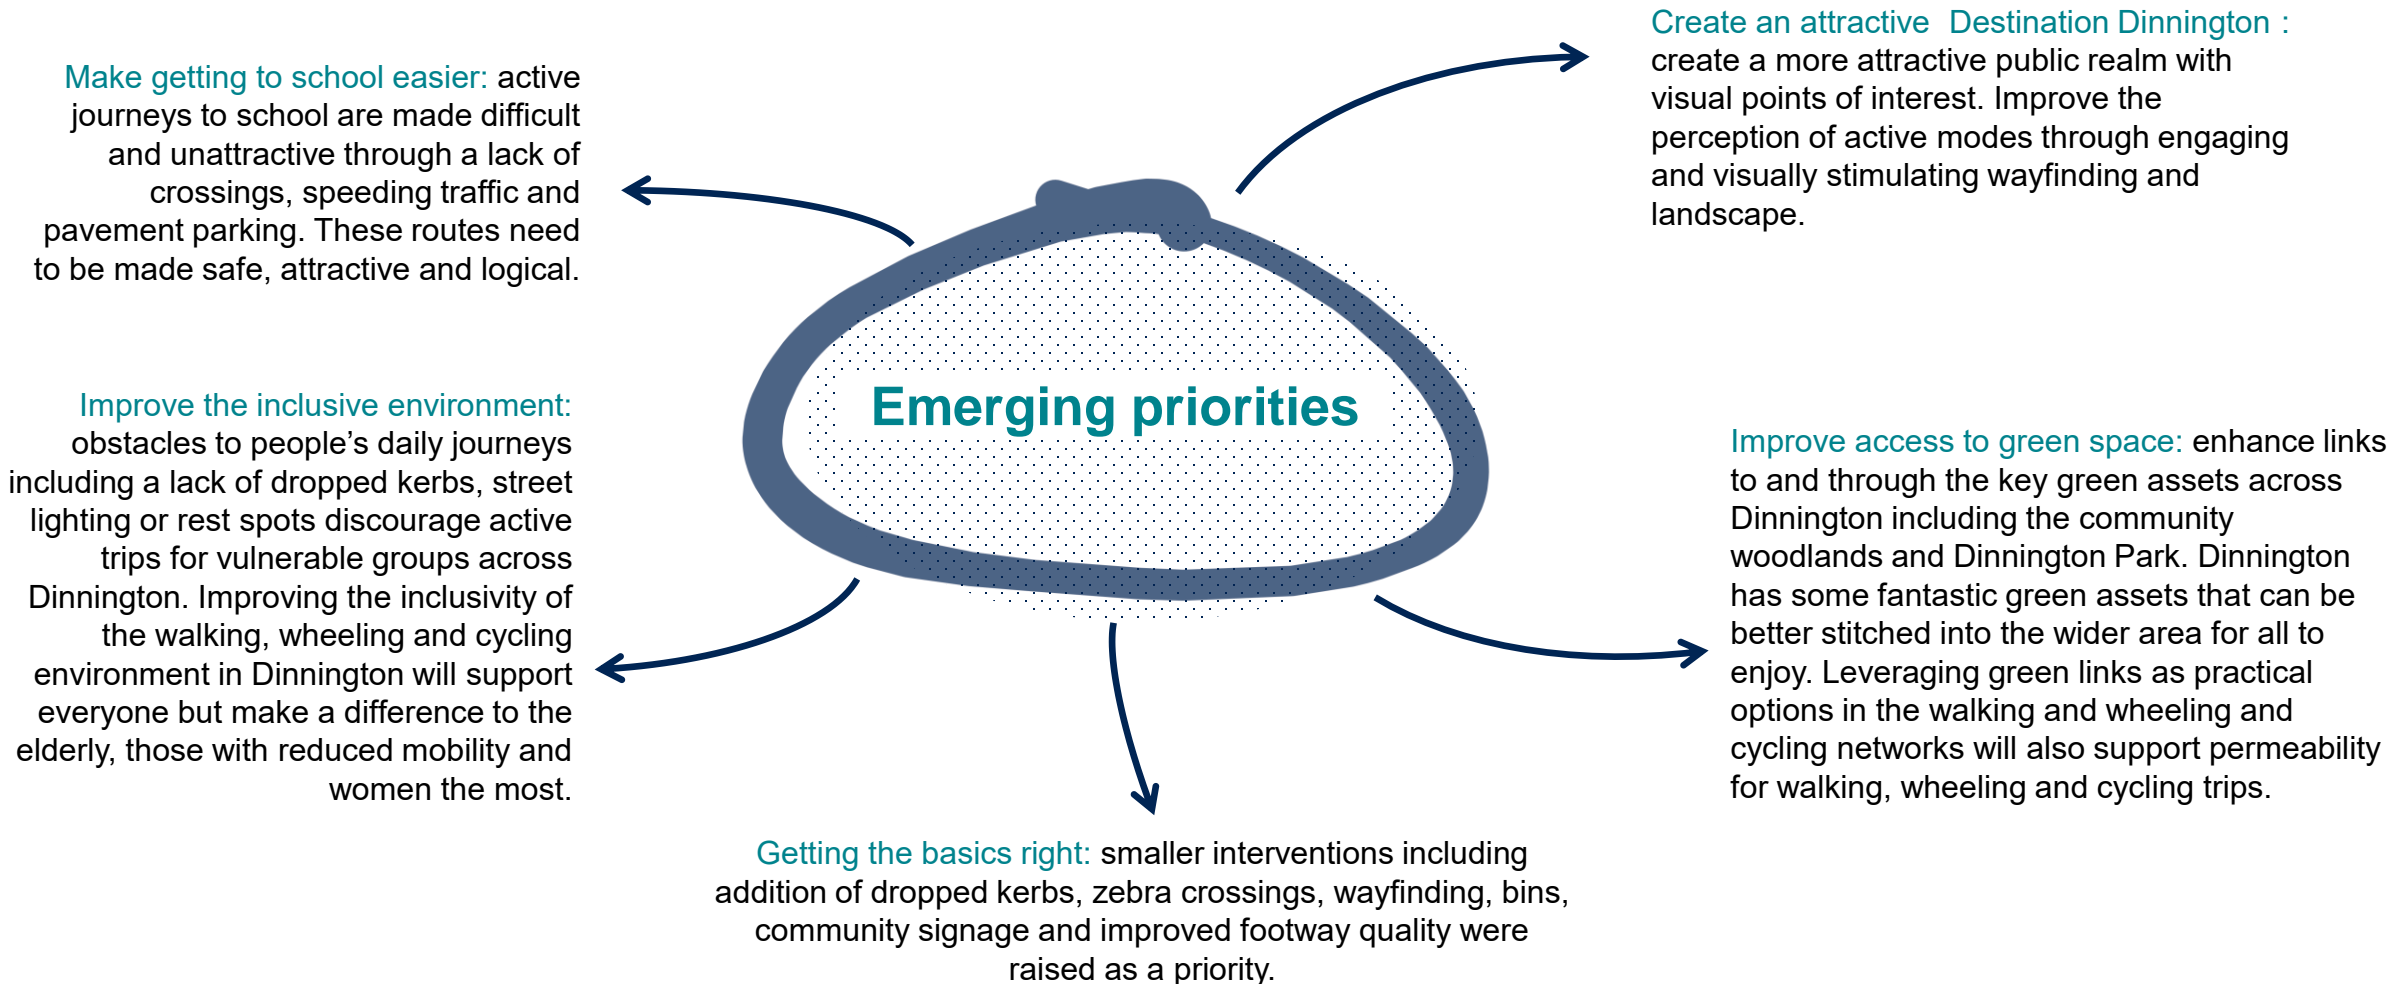 Make getting to school easier: active
journeys to school are made difficult
and unattractive through a lack of
crossings, speeding traffic and
pavement parking. These routes need
to be made safe, attractive and logical.
Create an attractive Destination Dinnington :
create a more attractive public realm with
visual points of interest. Improve the
perception of active modes through engaging
and visually stimulating wayfinding and
landscape.
Emerging priorities
Improve the inclusive environment:
obstacles to people’s daily journeys
including a lack of dropped kerbs, street
lighting or rest spots discourage active
trips for vulnerable groups across
Dinnington. Improving the inclusivity of
the walking, wheeling and cycling
environment in Dinnington will support
everyone but make a difference to the
elderly, those with reduced mobility and
women the most.
Improve access to green space: enhance links
to and through the key green assets across
Dinnington including the community
woodlands and Dinnington Park. Dinnington
has some fantastic green assets that can be
better stitched into the wider area for all to
enjoy. Leveraging green links as practical
options in the walking and wheeling and
cycling networks will also support permeability
for walking, wheeling and cycling trips.
Getting the basics right: smaller interventions including
addition of dropped kerbs, zebra crossings, wayfinding, bins,
community signage and improved footway quality were
raised as a priority.